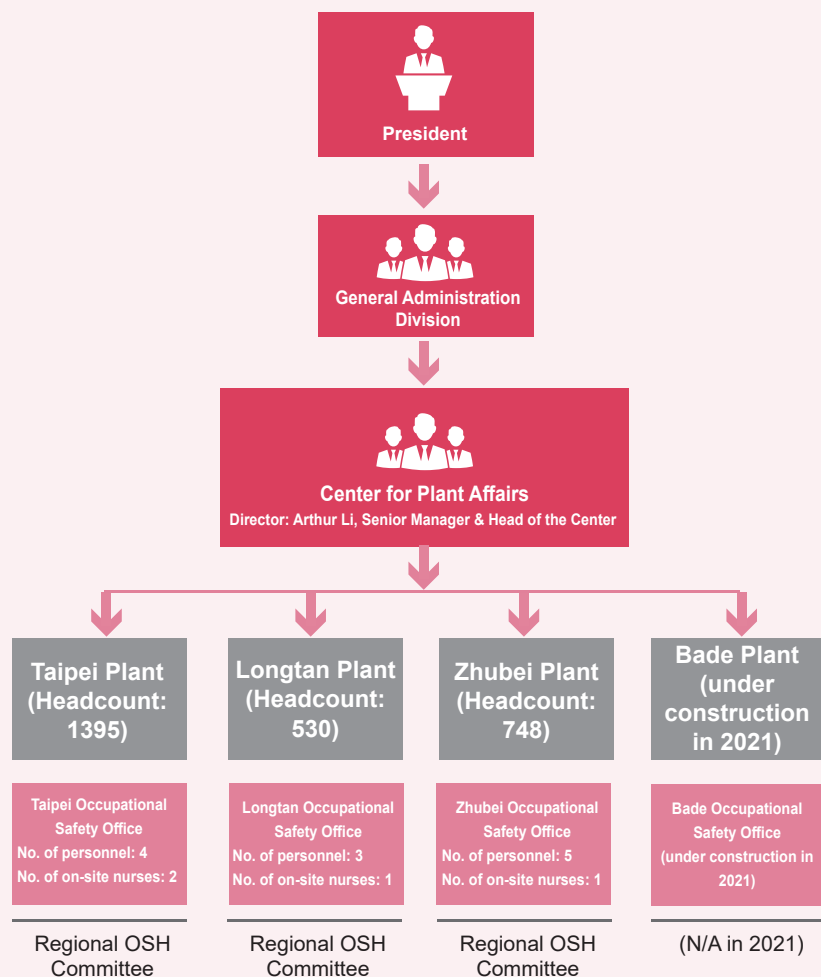 President
General Administration
Division
Center for Plant Affairs
Director: Arthur Li, Senior Manager & Head of the Center
Taipei Plant
(Headcount:
1395)
Longtan Plant
(Headcount:
530)
Zhubei Plant
(Headcount:
748)
Bade Plant
(under
construction
in 2021)
Taipei Occupational
Safety Office
No. of personnel: 4
No. of on-site nurses: 2
Longtan Occupational
Safety Office
No. of personnel: 3
No. of on-site nurses: 1
Zhubei Occupational
Safety Office
No. of personnel: 5
No. of on-site nurses: 1
Bade Occupational
Safety Office
(under construction in
2021)
Regional OSH
Committee
Regional OSH
Committee
Regional OSH
Committee
(N/A in 2021)